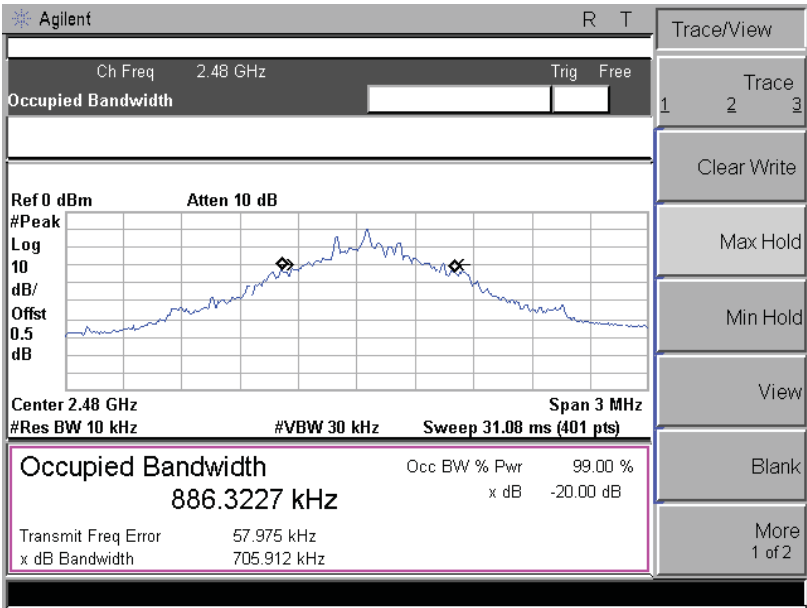 Agilent
R T
Trace/View
Ch Freq 2.48 GHz
Trig Free
Occupied Bandwidth
Trace
1 2 3
Clear Write
Max Hold
Min Hold
View
Blank
More
1 of 2
Ref 0 dBm
Atten 10 dB
#Peak
Log
10
dB/
Offst
0.5
dB
Center 2.48 GHz
Span 3 MHz
#Res BW 10 kHz
#VBW 30 kHz
Sweep 31.08 ms (401 pts)
Occupied Bandwidth
886.3227 kHz
Occ BW % Pwr 99.00 %
x dB -20.00 dB
Transmit Freq Error 57.975 kHz
x dB Bandwidth 705.912 kHz